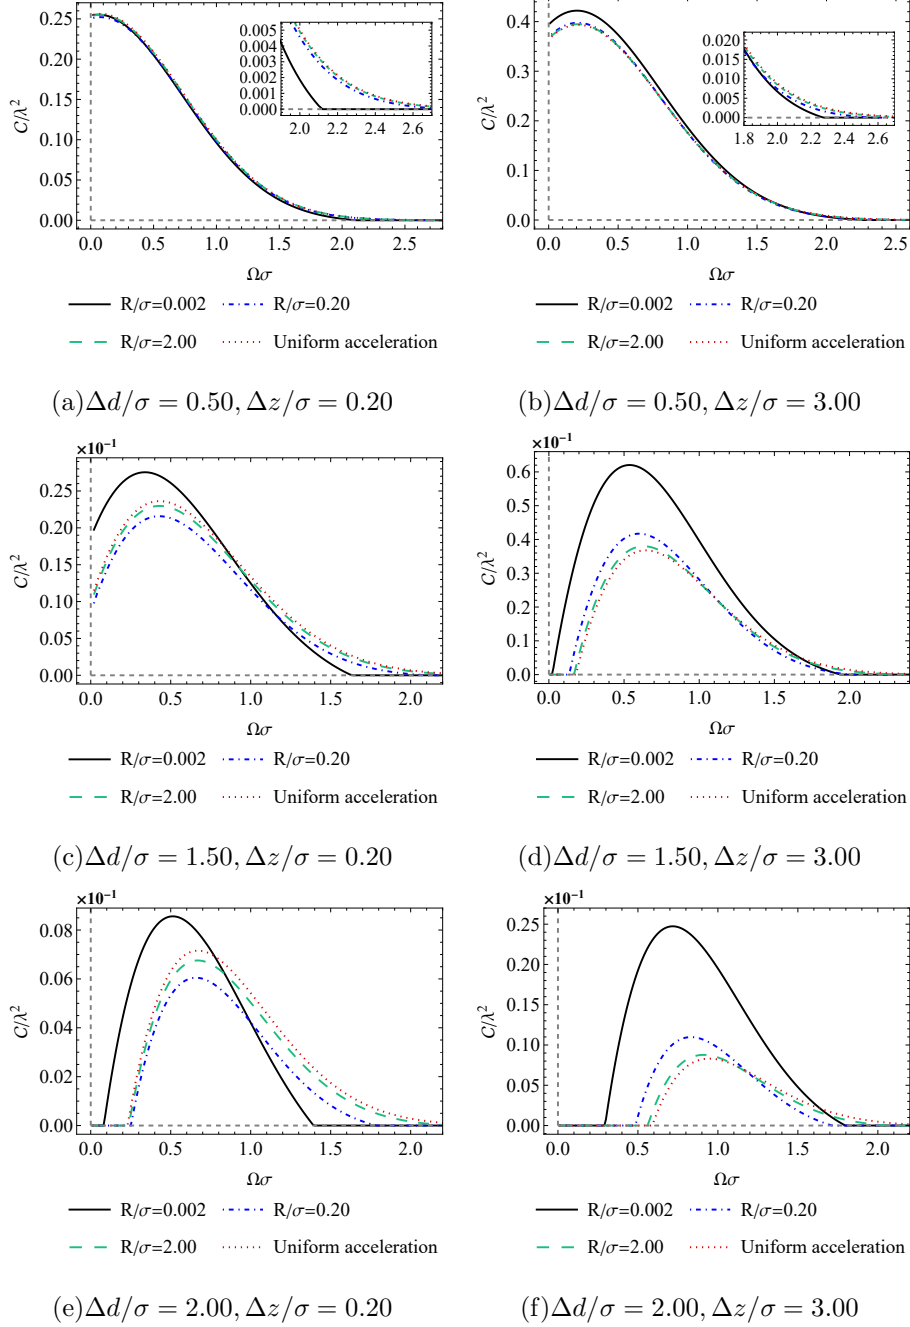 0.25
0.20
0.15
0.10
0.05
0.00
C/λ²
0.005
0.004
0.003
0.002
0.001
0.000
2.0 2.2 2.4 2.6
0.0 0.5 1.0 1.5 2.0 2.5
Ωσ
R/σ=0.002 R/σ=0.20
R/σ=2.00 Uniform acceleration
(a)Δd/σ = 0.50, Δz/σ = 0.20
0.4
0.3
0.2
0.1
0.0
C/λ²
0.020
0.015
0.010
0.005
0.000
1.8 2.0 2.2 2.4 2.6
0.0 0.5 1.0 1.5 2.0 2.5
Ωσ
R/σ=0.002 R/σ=0.20
R/σ=2.00 Uniform acceleration
(b)Δd/σ = 0.50, Δz/σ = 3.00
×10⁻¹
0.25
0.20
0.15
0.10
0.05
0.00
C/λ²
0.0 0.5 1.0 1.5 2.0
Ωσ
R/σ=0.002 R/σ=0.20
R/σ=2.00 Uniform acceleration
(c)Δd/σ = 1.50, Δz/σ = 0.20
×10⁻¹
0.6
0.5
0.4
0.3
0.2
0.1
0.0
C/λ²
0.0 0.5 1.0 1.5 2.0
Ωσ
R/σ=0.002 R/σ=0.20
R/σ=2.00 Uniform acceleration
(d)Δd/σ = 1.50, Δz/σ = 3.00
×10⁻¹
0.08
0.06
0.04
0.02
0.00
C/λ²
0.0 0.5 1.0 1.5 2.0
Ωσ
R/σ=0.002 R/σ=0.20
R/σ=2.00 Uniform acceleration
(e)Δd/σ = 2.00, Δz/σ = 0.20
×10⁻¹
0.25
0.20
0.15
0.10
0.05
0.00
C/λ²
0.0 0.5 1.0 1.5 2.0
Ωσ
R/σ=0.002 R/σ=0.20
R/σ=2.00 Uniform acceleration
(f)Δd/σ = 2.00, Δz/σ = 3.00